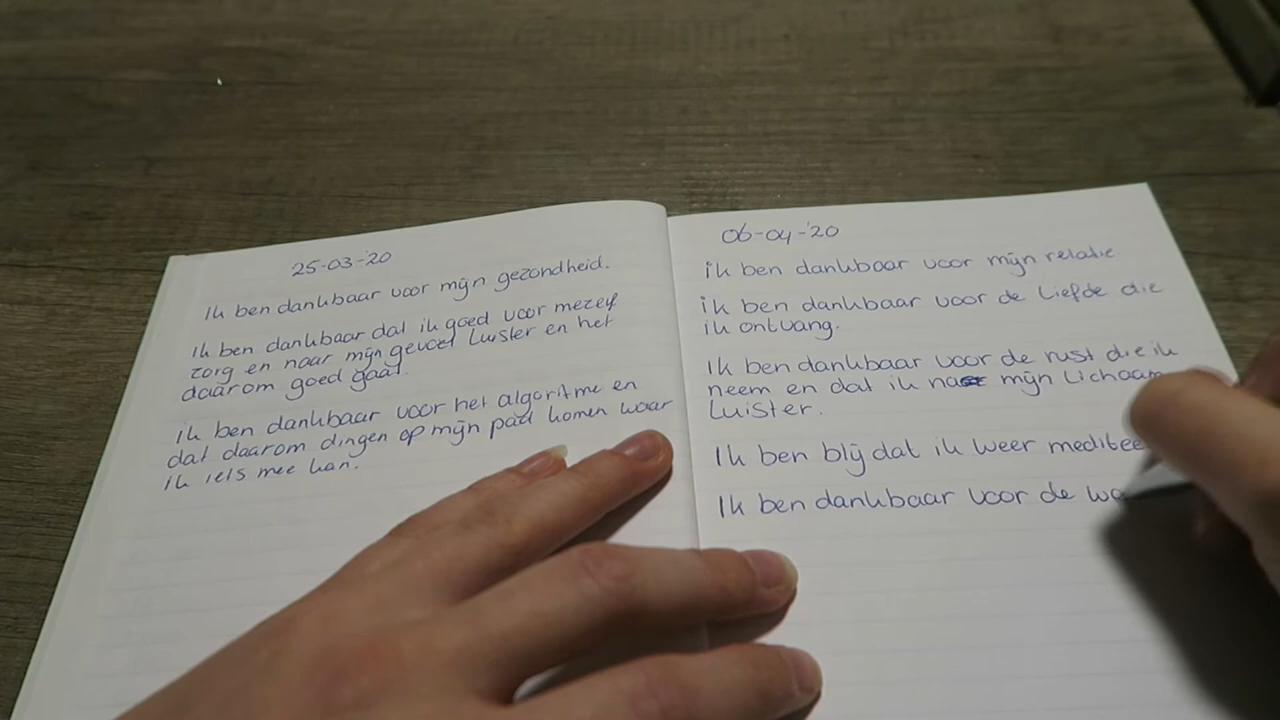 25-03-'20
Ik ben dankbaar voor mijn gezondheid.
Ik ben dankbaar dat ik goed voor mezelf
zorg en naar mijn gevoel luister en het
daarom goed gaat.
ik ben dankbaar voor het algoritme en
dat daarom dingen op mijn pad komen waar
ik iets mee kan.
06-04-'20
ik ben dankbaar voor mijn relatie
ik ben dankbaar voor de liefde die
ik ontvang.
Ik ben dankbaar voor de rust die ik
neem en dat ik naar mijn lichaam
luister.
Ik ben blij dat ik weer meditee
Ik ben dankbaar voor de wa